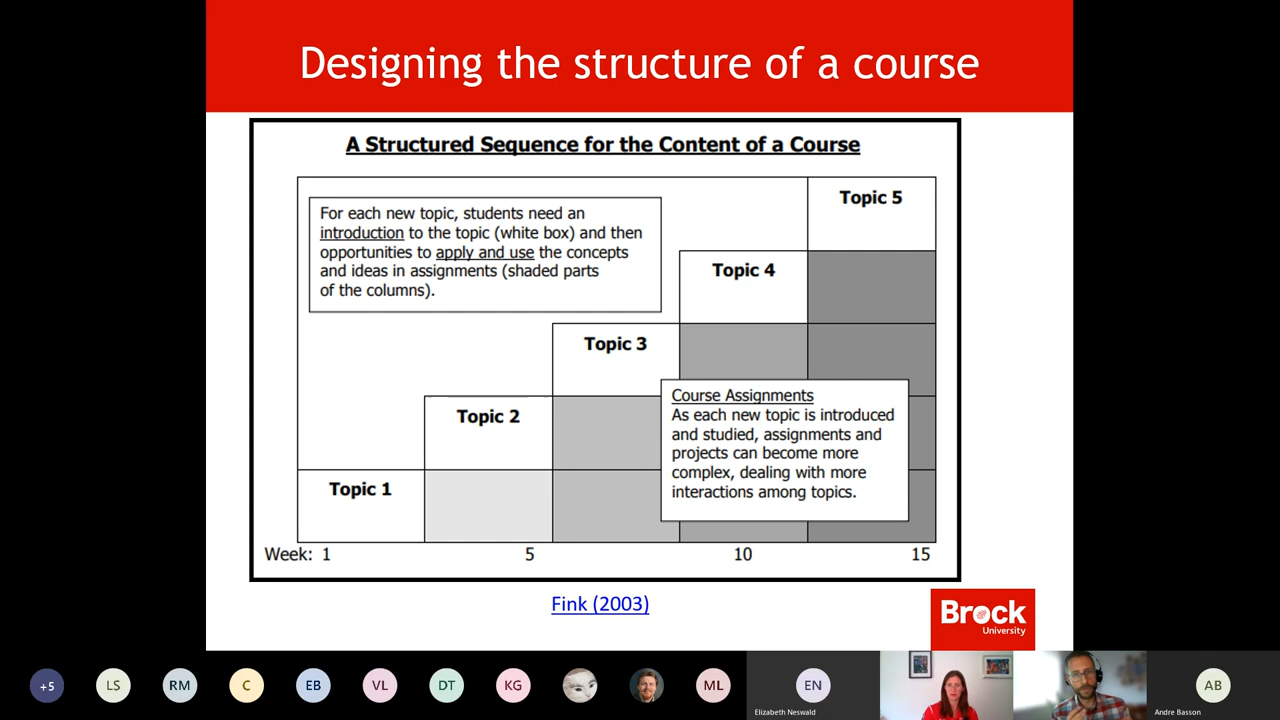 Designing the structure of a course
A Structured Sequence for the Content of a Course
For each new topic, students need an
introduction to the topic (white box) and then
opportunities to apply and use the concepts
and ideas in assignments (shaded parts
of the columns).
Topic 5
Topic 4
Topic 3
Topic 2
Topic 1
Course Assignments
As each new topic is introduced
and studied, assignments and
projects can become more
complex, dealing with more
interactions among topics.
Week: 1 5 10 15
Fink (2003)
Brock
University
+5 LS RM C EB VL DT KG ML EN AB
Elizabeth Neswald
Andre Basson